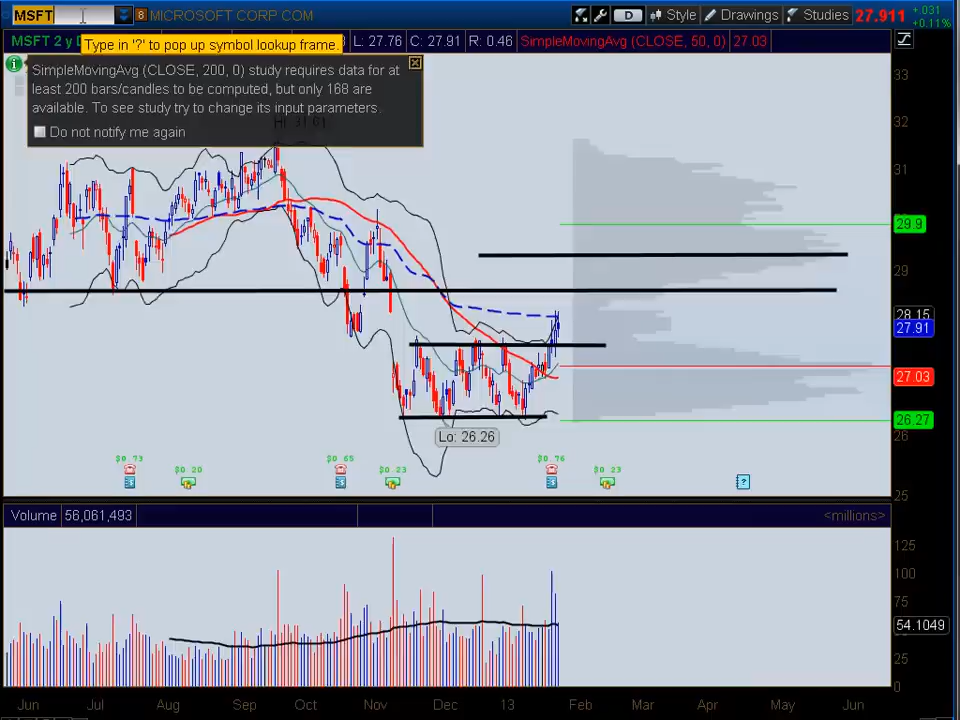 MSFT 8 MICROSOFT CORP COM D Style Drawings Studies 27.911 +.031 +0.11%
MSFT 2 y L: 27.76 C: 27.91 R: 0.46 SimpleMovingAvg (CLOSE, 50, 0) 27.03
Type in '?' to pop up symbol lookup frame.
SimpleMovingAvg (CLOSE, 200, 0) study requires data for at
least 200 bars/candles to be computed, but only 168 are
available. To see study try to change its input parameters.
Do not notify me again
33
32
31
29.9
29
28.15
27.91
27.03
26.27
26
Lo: 26.26
$0.73 $0.20 $0.65 $0.23 $0.76 $0.23
25
Volume 56,061,493 <millions>
125
100
75
54.1049
25
0
Jun Jul Aug Sep Oct Nov Dec 13 Feb Mar Apr May Jun